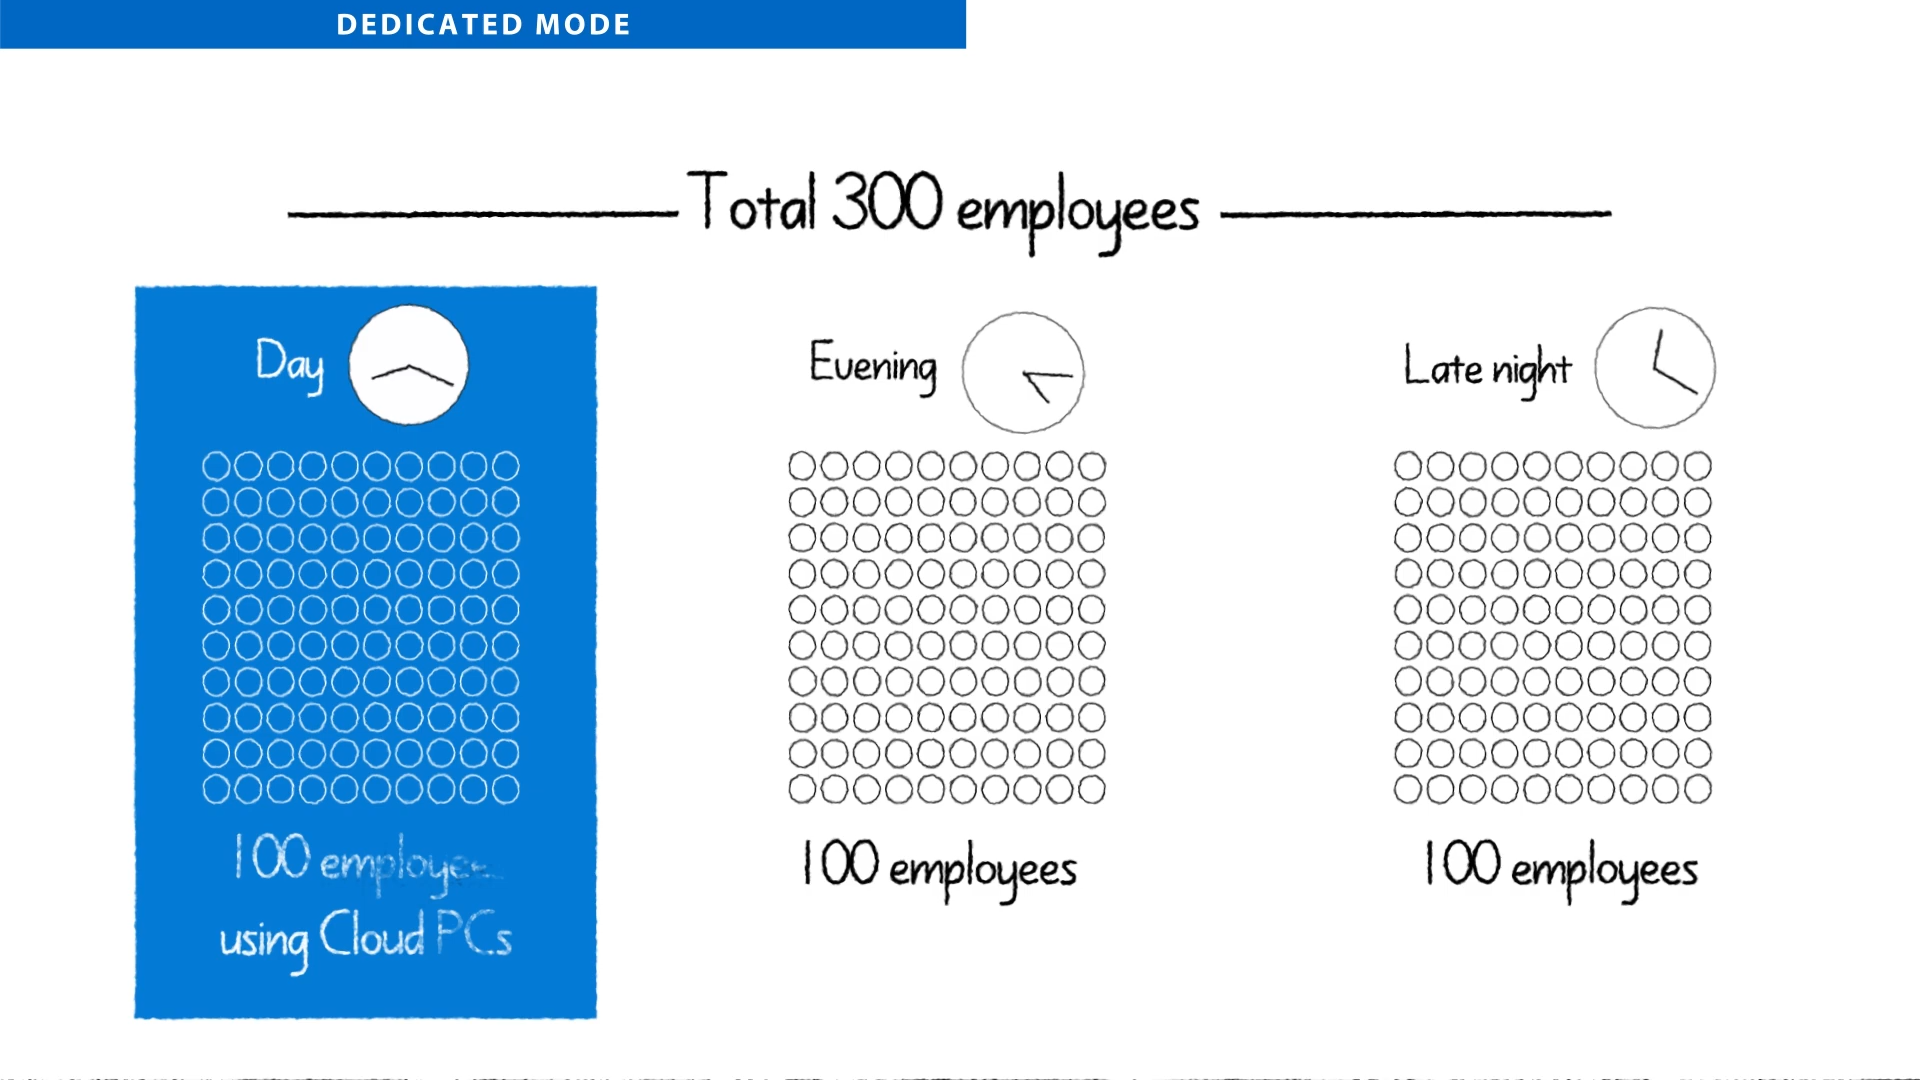 DEDICATED MODE
Total 300 employees
Day
Evening
Late night
100 employees
using Cloud PCs
100 employees
100 employees